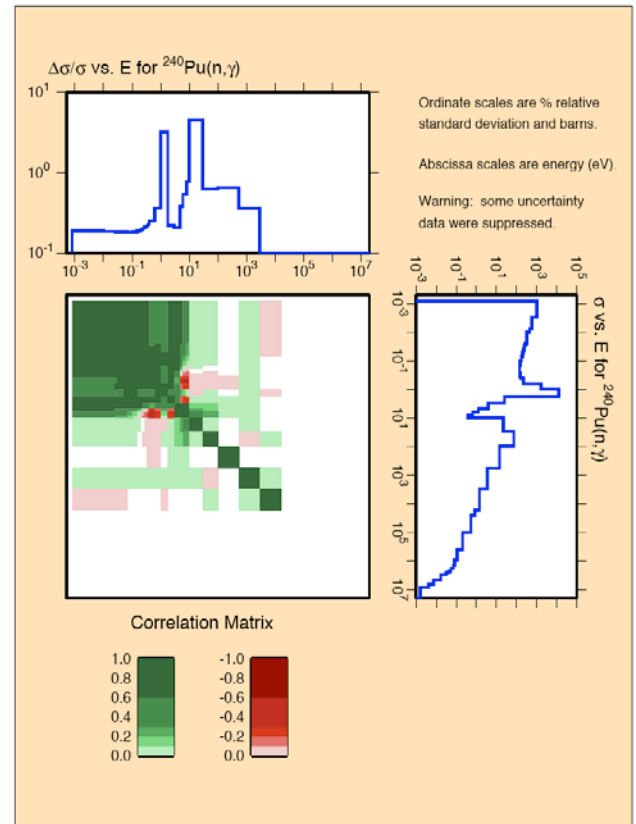 Δσ/σ vs. E for ²⁴⁰Pu(n,γ)
10¹
10⁰
10⁻¹
10⁻³ 10⁻¹ 10¹ 10³ 10⁵ 10⁷
Ordinate scales are % relative
standard deviation and barns.
Abscissa scales are energy (eV).
Warning: some uncertainty
data were suppressed.
10⁻³ 10⁻¹ 10¹ 10³ 10⁵
σ vs. E for ²⁴⁰Pu(n,γ)
10⁻³
10⁻¹
10¹
10³
10⁵
10⁷
Correlation Matrix
1.0 -1.0
0.8 -0.8
0.6 -0.6
0.4 -0.4
0.2 -0.2
0.0 0.0